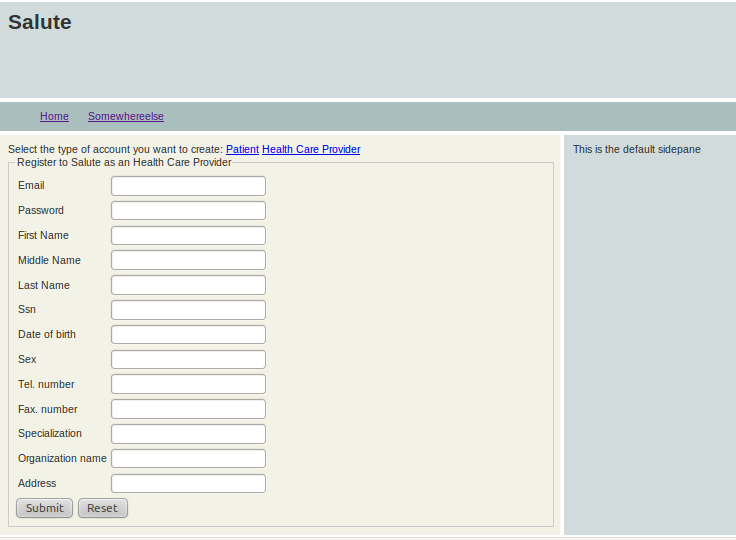 Salute
Home Somewhereelse
Select the type of account you want to create: Patient Health Care Provider
This is the default sidepane
Register to Salute as an Health Care Provider
Email
Password
First Name
Middle Name
Last Name
Ssn
Date of birth
Sex
Tel. number
Fax. number
Specialization
Organization name
Address
Submit Reset